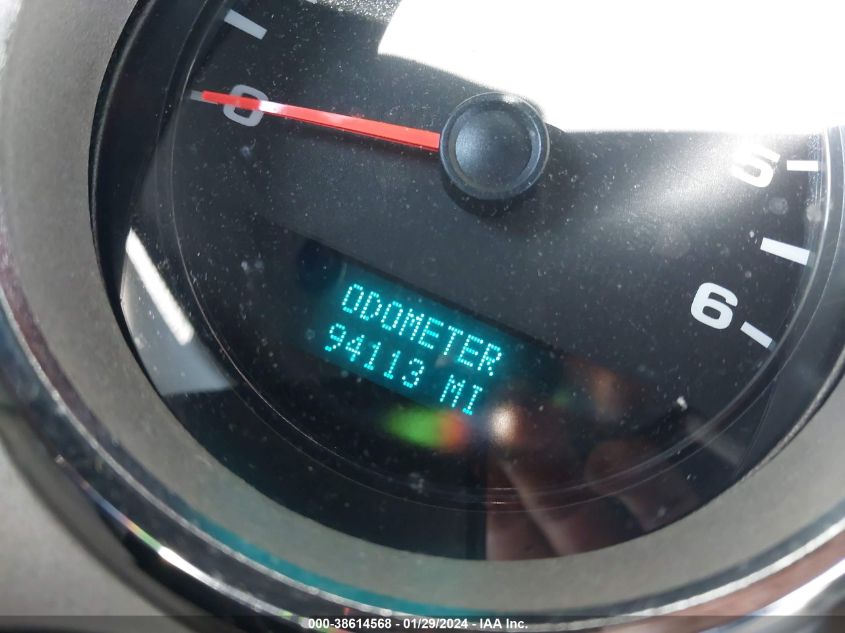 0
5
6
ODOMETER
94113 MI
000-38614568 - 01/29/2024 - IAA Inc.